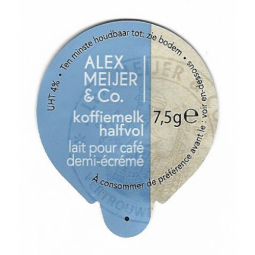 UHT 4% • Ten minste houdbaar tot: zie bodem •
ALEX
MEIJER
& Co.
koffiemelk
halfvol
lait pour café
demi-écrémé
7,5g e
À consommer de préférence avant le : voir en-dessous
MEIJER